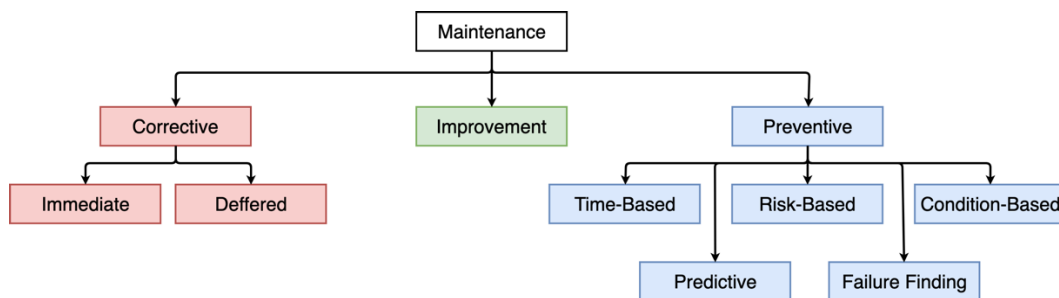 Maintenance
Corrective
Improvement
Preventive
Immediate
Deffered
Time-Based
Risk-Based
Condition-Based
Predictive
Failure Finding